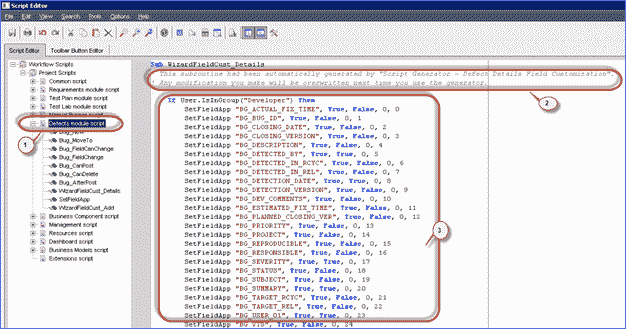 Script Editor
File Edit View Search Tools Options Help
Script Editor Toolbar Button Editor
Workflow Scripts
Project Scripts
Common script
Requirements module script
Test Plan module script
Test Lab module script
Defects module script
Bug_MoveTo
Bug_FieldCanChange
Bug_FieldChange
Bug_CanPost
Bug_CanDelete
Bug_AfterPost
WizardFieldCust_Details
SetFieldApp
WizardFieldCust_Add
Business Component script
Management script
Resources script
Dashboard script
Business Models script
Extensions script
1
Sub WizardFieldCust_Details
' This subroutine had been automatically generated by "Script Generator - Defect Details Field Customization".
' Any modification you make will be overwritten next time you use the generator.
2
If User.IsInGroup("Developer") Then
SetFieldApp "BG_ACTUAL_FIX_TIME", True, False, 0, 0
SetFieldApp "BG_BUG_ID", True, False, 0, 1
SetFieldApp "BG_CLOSING_DATE", True, False, 0, 2
SetFieldApp "BG_CLOSING_VERSION", True, False, 0, 3
SetFieldApp "BG_DESCRIPTION", True, False, 0, 4
SetFieldApp "BG_DETECTED_BY", True, True, 0, 5
SetFieldApp "BG_DETECTED_IN_RCYC", True, False, 0, 6
SetFieldApp "BG_DETECTED_IN_REL", True, False, 0, 7
SetFieldApp "BG_DETECTION_DATE", True, True, 0, 8
SetFieldApp "BG_DETECTION_VERSION", True, False, 0, 9
SetFieldApp "BG_DEV_COMMENTS", True, False, 0, 10
SetFieldApp "BG_ESTIMATED_FIX_TIME", True, False, 0, 11
SetFieldApp "BG_PLANNED_CLOSING_VER", True, False, 0, 12
SetFieldApp "BG_PRIORITY", True, False, 0, 13
SetFieldApp "BG_PROJECT", True, False, 0, 14
SetFieldApp "BG_REPRODUCIBLE", True, False, 0, 15
SetFieldApp "BG_RESPONSIBLE", True, False, 0, 16
SetFieldApp "BG_SEVERITY", True, True, 0, 17
SetFieldApp "BG_STATUS", True, False, 0, 18
SetFieldApp "BG_SUBJECT", True, False, 0, 19
SetFieldApp "BG_SUMMARY", True, True, 0, 20
SetFieldApp "BG_TARGET_RCYC", True, False, 0, 21
SetFieldApp "BG_TARGET_REL", True, False, 0, 22
SetFieldApp "BG_USER_01", True, True, 0, 23
SetFieldApp "BG_VTS", True, False, 0, 24
3